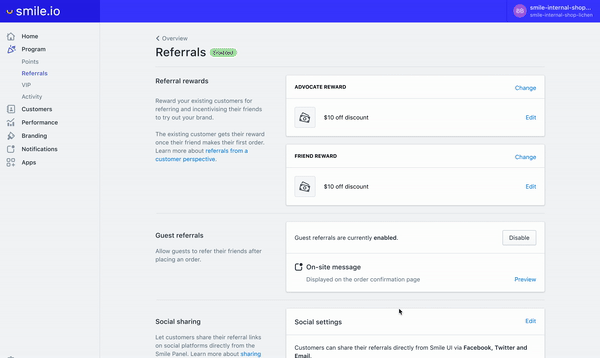 smile.io
smile-internal-shop...
smile-internal-shop-lichen
BB
Home
Program
Points
Referrals
VIP
Activity
Customers
Performance
Branding
Notifications
Apps
Overview
Referrals
Enabled
Referral rewards
Reward your existing customers for
referring and incentivising their friends
to try out your brand.
The existing customer gets their reward
once their friend makes their first order.
Learn more about referrals from a
customer perspective.
ADVOCATE REWARD
Change
$10 off discount
Edit
FRIEND REWARD
Change
$10 off discount
Edit
Guest referrals
Allow guests to refer their friends after
placing an order.
Guest referrals are currently enabled.
Disable
On-site message
Displayed on the order confirmation page
Preview
Social sharing
Let customers share their referral links
on social platforms directly from the
Smile Panel. Learn more about sharing
Social settings
Edit
Customers can share their referrals directly from Smile UI via Facebook, Twitter and
Email.